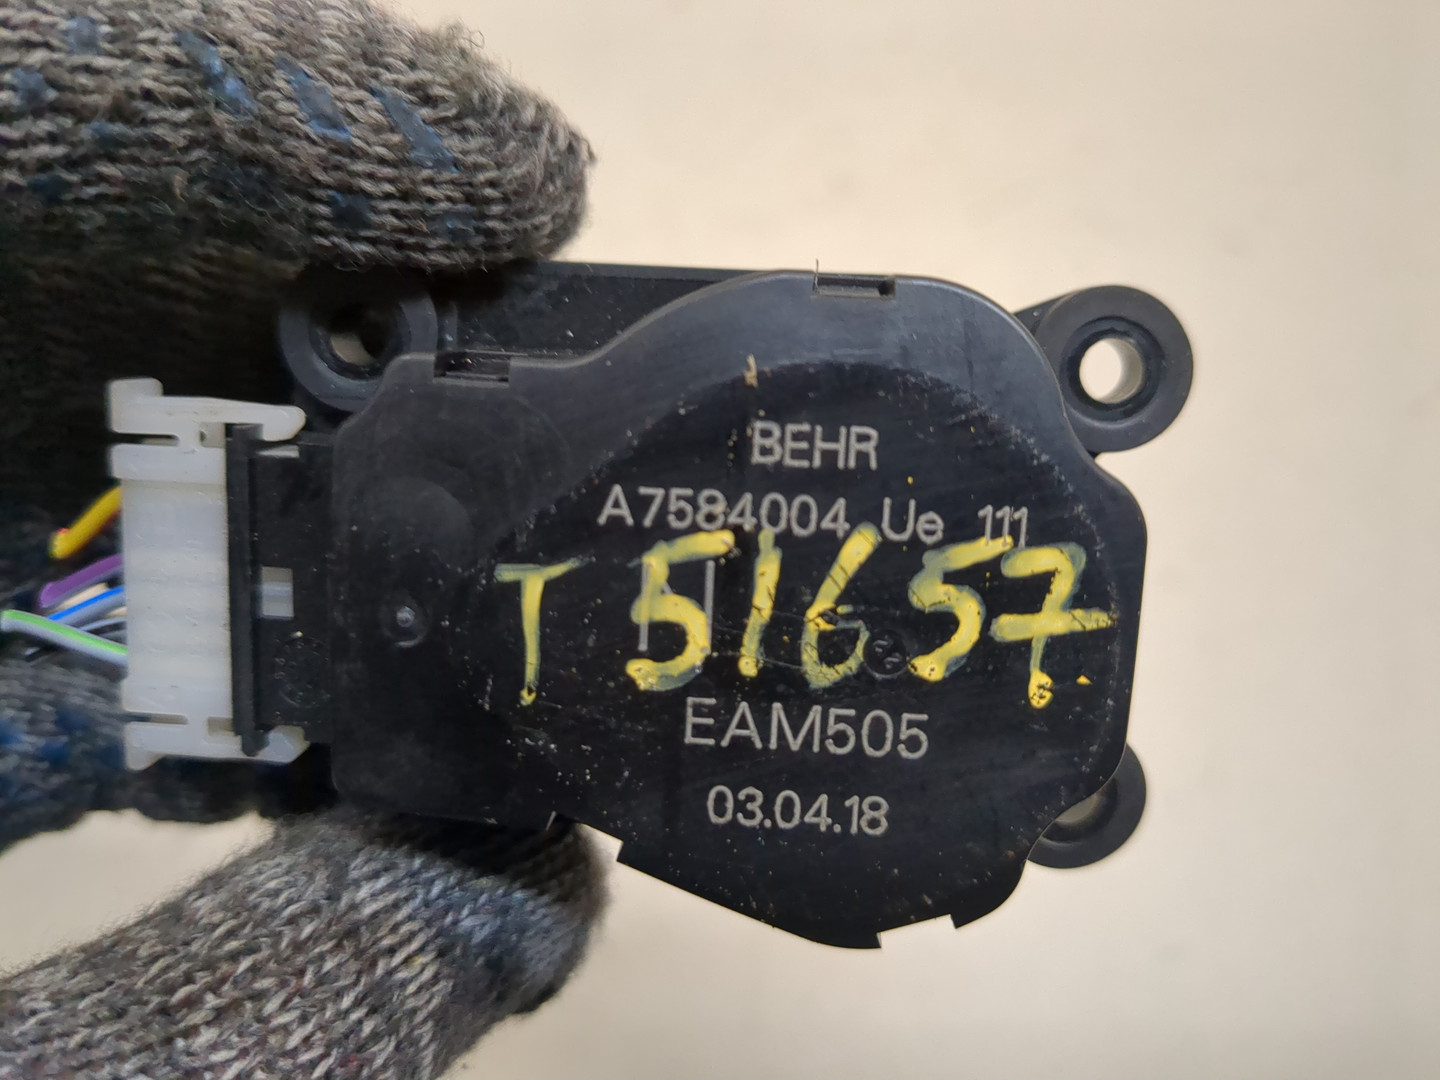 BEHR
A7584004 Ue 111
T 51657
EAM505
03.04.18